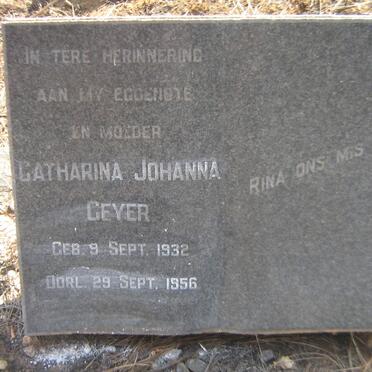 IN TERE HERINNERING
AAN MY EGGENOTE
EN MOEDER
CATHARINA JOHANNA
GEYER
GEB. 9 SEPT. 1932
OORL. 29 SEPT. 1956
RINA ONS MIS